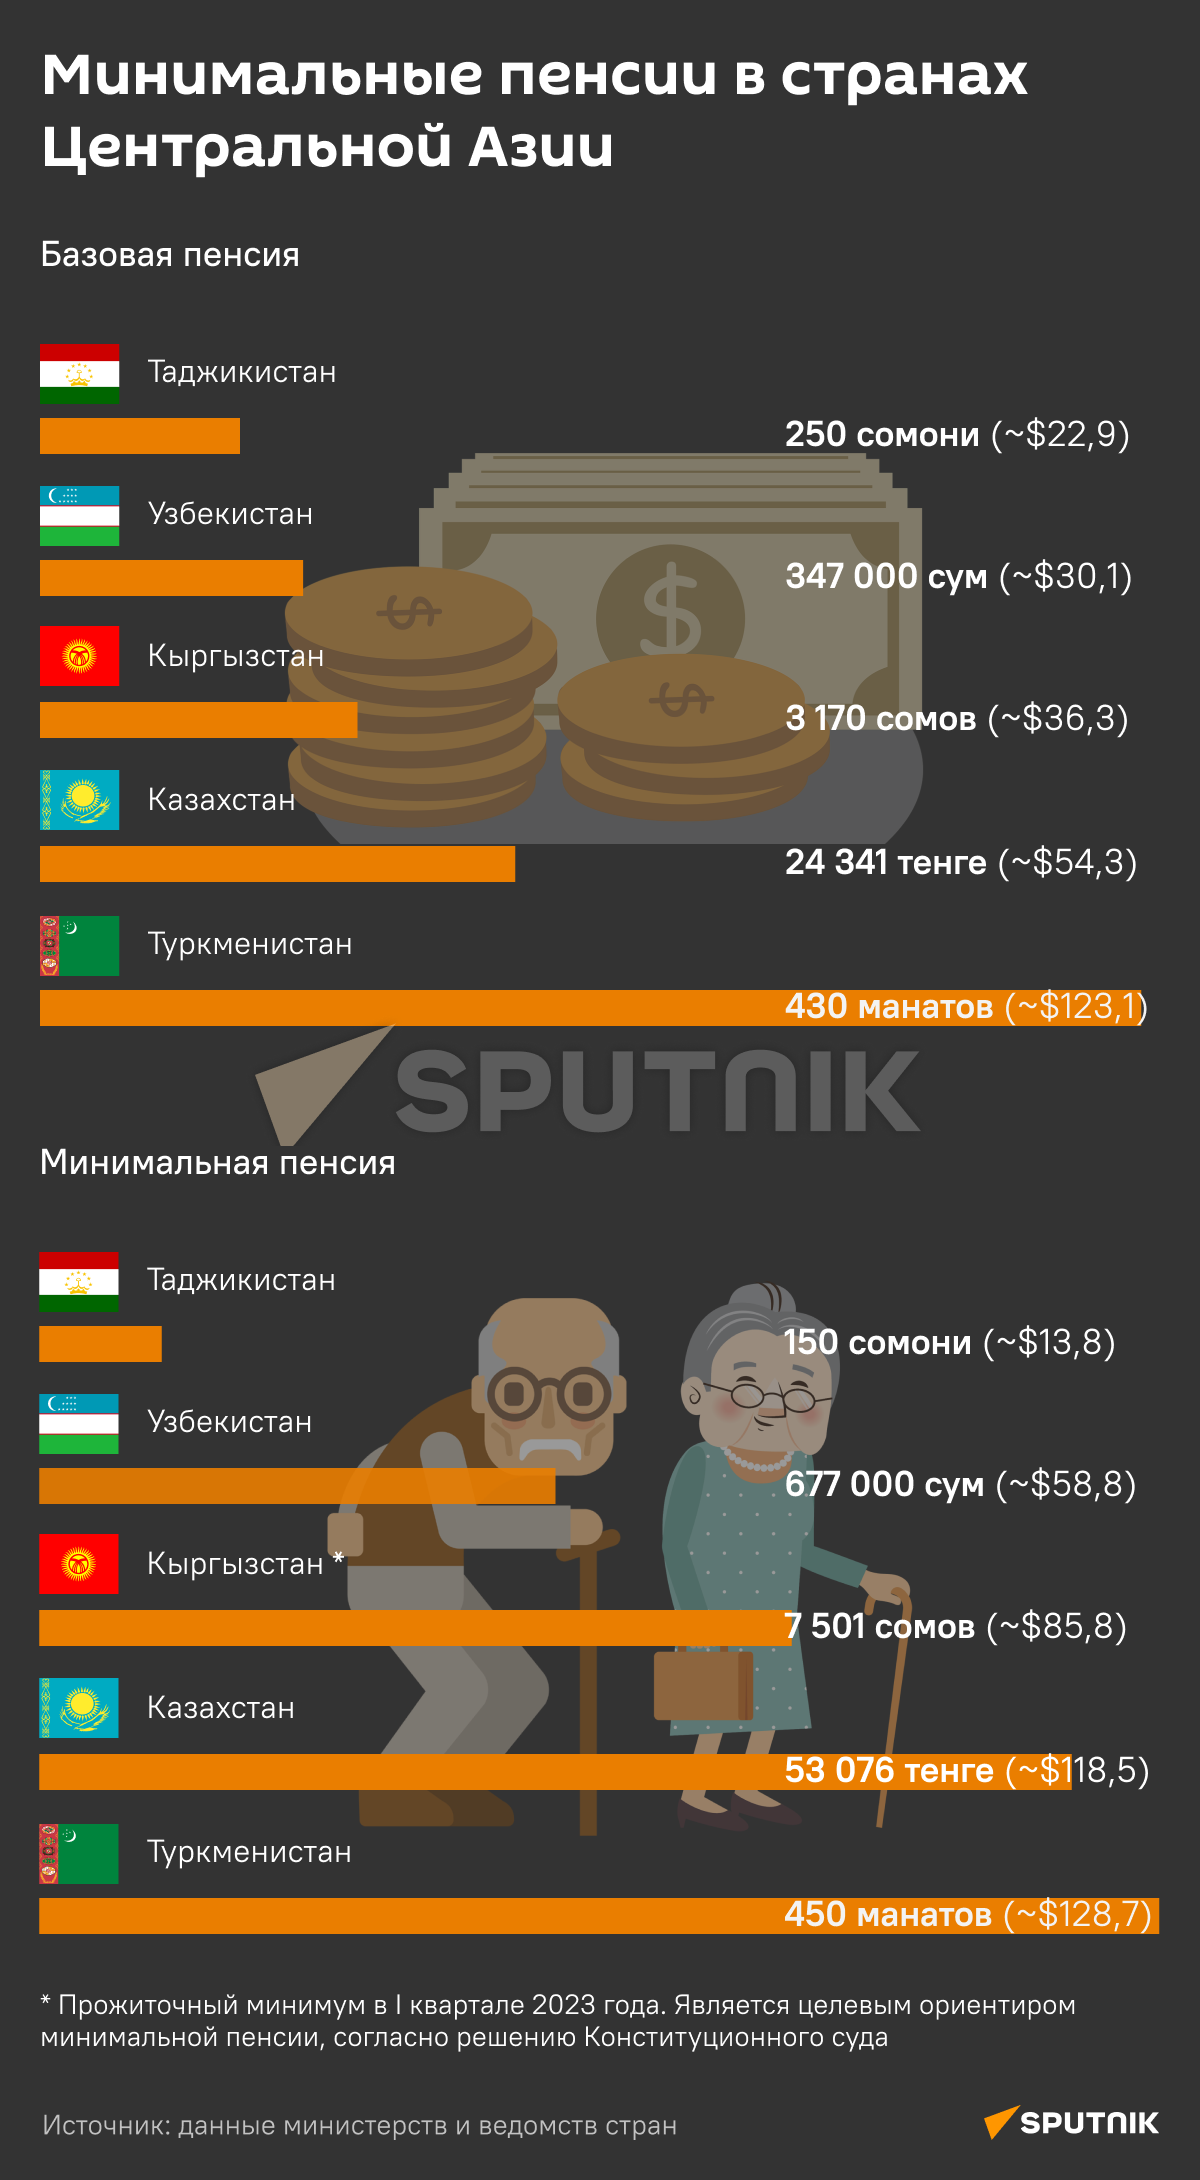 Минимальные пенсии в странах
Центральной Азии
Базовая пенсия
Таджикистан
250 сомони (~$22,9)
Узбекистан
347 000 сум (~$30,1)
Кыргызстан
3 170 сомов (~$36,3)
Казахстан
24 341 тенге (~$54,3)
Туркменистан
430 манатов (~$123,1)
SPUTNIK
Минимальная пенсия
Таджикистан
150 сомони (~$13,8)
Узбекистан
677 000 сум (~$58,8)
Кыргызстан *
7 501 сомов (~$85,8)
Казахстан
53 076 тенге (~$118,5)
Туркменистан
450 манатов (~$128,7)
* Прожиточный минимум в I квартале 2023 года. Является целевым ориентиром
минимальной пенсии, согласно решению Конституционного суда
Источник: данные министерств и ведомств стран
SPUTNIK